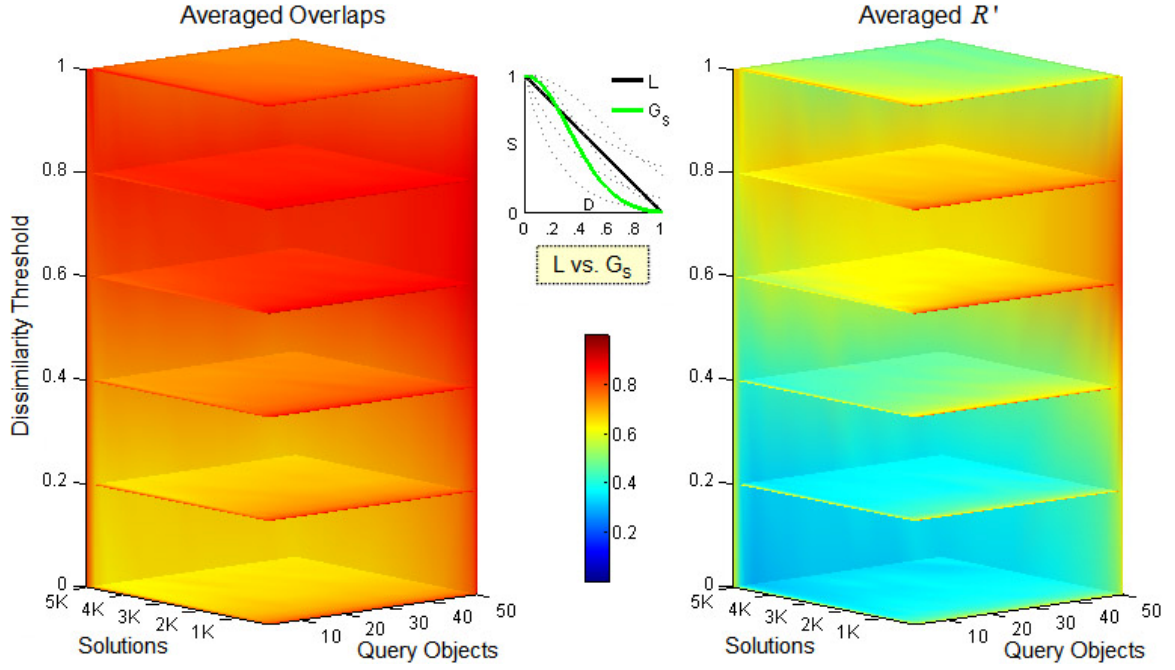 Averaged Overlaps
Averaged R'
Dissimilarity Threshold
1
0.8
0.6
0.4
0.2
0
5K 4K 3K 2K 1K
Solutions
10 20 30 40 50
Query Objects
1
S
0
D
0 .2 .4 .6 .8 1
L
G_S
L vs. G_S
0.8
0.6
0.4
0.2
1
0.8
0.6
0.4
0.2
0
5K 4K 3K 2K 1K
Solutions
10 20 30 40 50
Query Objects